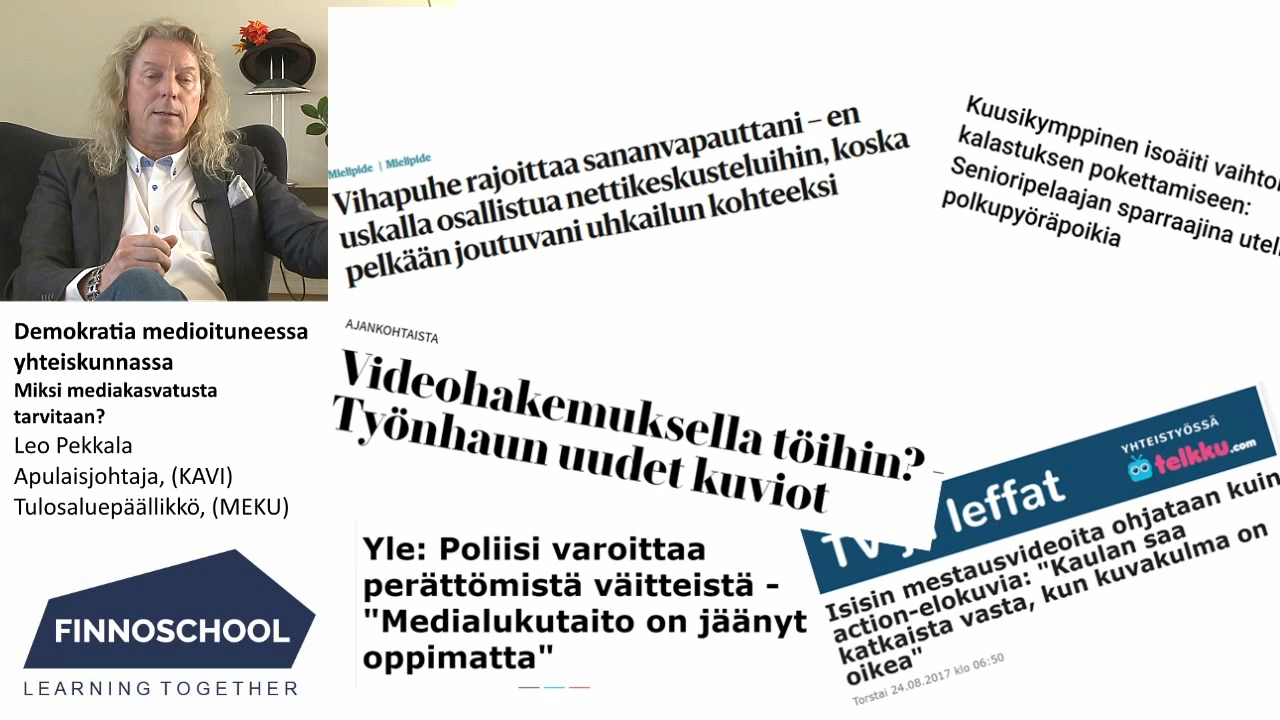 Demokratia medioituneessa
yhteiskunnassa
Miksi mediakasvatusta
tarvitaan?
Leo Pekkala
Apulaisjohtaja, (KAVI)
Tulosaluepäällikkö, (MEKU)
FINNOSCHOOL
LEARNING TOGETHER
Mielipide | Mielipide
Vihapuhe rajoittaa sananvapauttani – en
uskalla osallistua nettikeskusteluihin, koska
pelkään joutuvani uhkailun kohteeksi
Kuusikymppinen isoäiti
kalastuksen pokettamiseen:
Senioripelaajan sparraajina
polkupyöräpoikia
AJANKOHTAISTA
Videohakemuksella töihin? –
Työnhaun uudet kuviot
Yle: Poliisi varoittaa
perättömistä väitteistä -
"Medialukutaito on jäänyt
oppimatta"
YHTEISTYÖSSÄ
telkku.com
leffat
Isisin mestausvideoita ohjataan kuin
action-elokuvia: "Kaulan saa
katkaista vasta, kun kuvakulma on
oikea"
Torstai 24.08.2017 klo 06:50